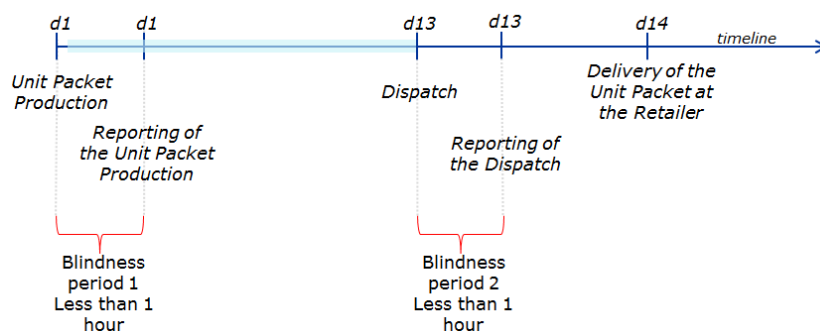 d1
d1
d13
d13
d14
timeline
Unit Packet
Production
Reporting of
the Unit Packet
Production
Dispatch
Reporting of
the Dispatch
Delivery of the
Unit Packet at
the Retailer
Blindness
period 1
Less than 1
hour
Blindness
period 2
Less than 1
hour